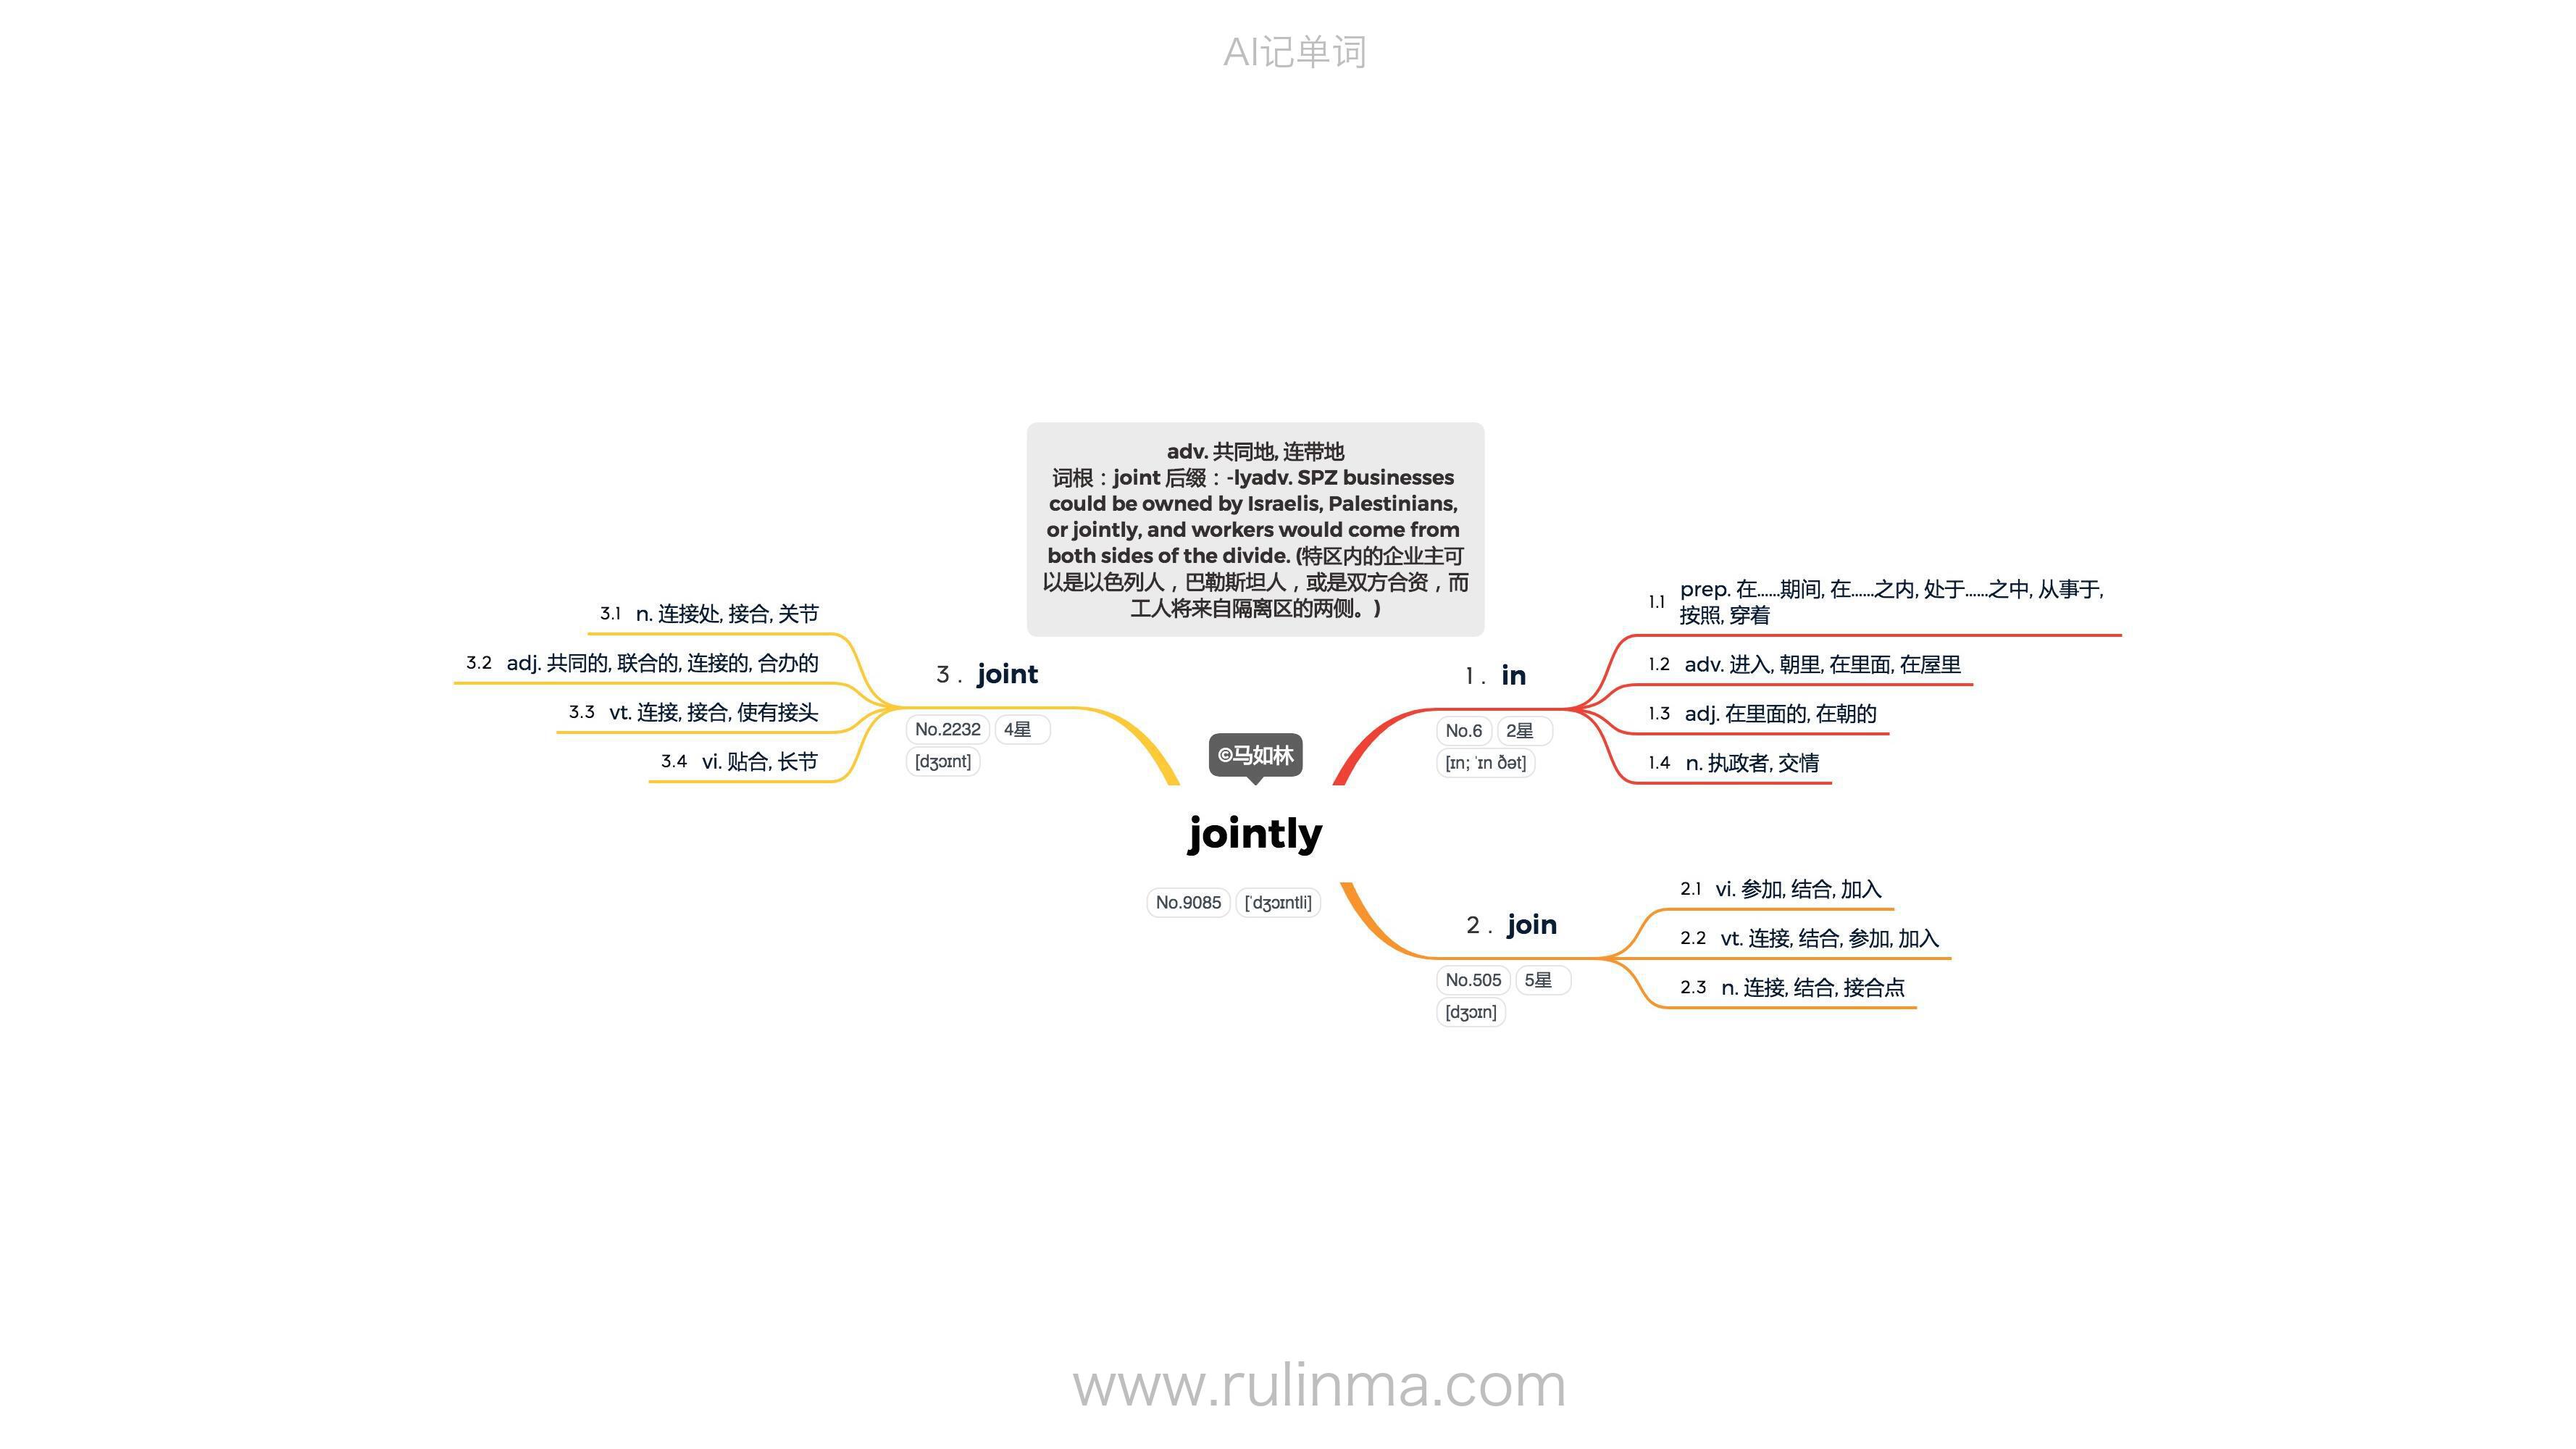 AI记单词
adv. 共同地, 连带地
词根：joint 后缀：-lyadv. SPZ businesses
could be owned by Israelis, Palestinians,
or jointly, and workers would come from
both sides of the divide. (特区内的企业主可
以是以色列人，巴勒斯坦人，或是双方合资，而
工人将来自隔离区的两侧。)
©马如林
jointly
No.9085 [ˈdʒɔɪntli]
1. in
No.6 2星
[ɪn; ˈɪn ðət]
1.1 prep. 在……期间, 在……之内, 处于……之中, 从事于,
按照, 穿着
1.2 adv. 进入, 朝里, 在里面, 在屋里
1.3 adj. 在里面的, 在朝的
1.4 n. 执政者, 交情
2. join
No.505 5星
[dʒɔɪn]
2.1 vi. 参加, 结合, 加入
2.2 vt. 连接, 结合, 参加, 加入
2.3 n. 连接, 结合, 接合点
3. joint
No.2232 4星
[dʒɔɪnt]
3.1 n. 连接处, 接合, 关节
3.2 adj. 共同的, 联合的, 连接的, 合办的
3.3 vt. 连接, 接合, 使有接头
3.4 vi. 贴合, 长节
www.rulinma.com